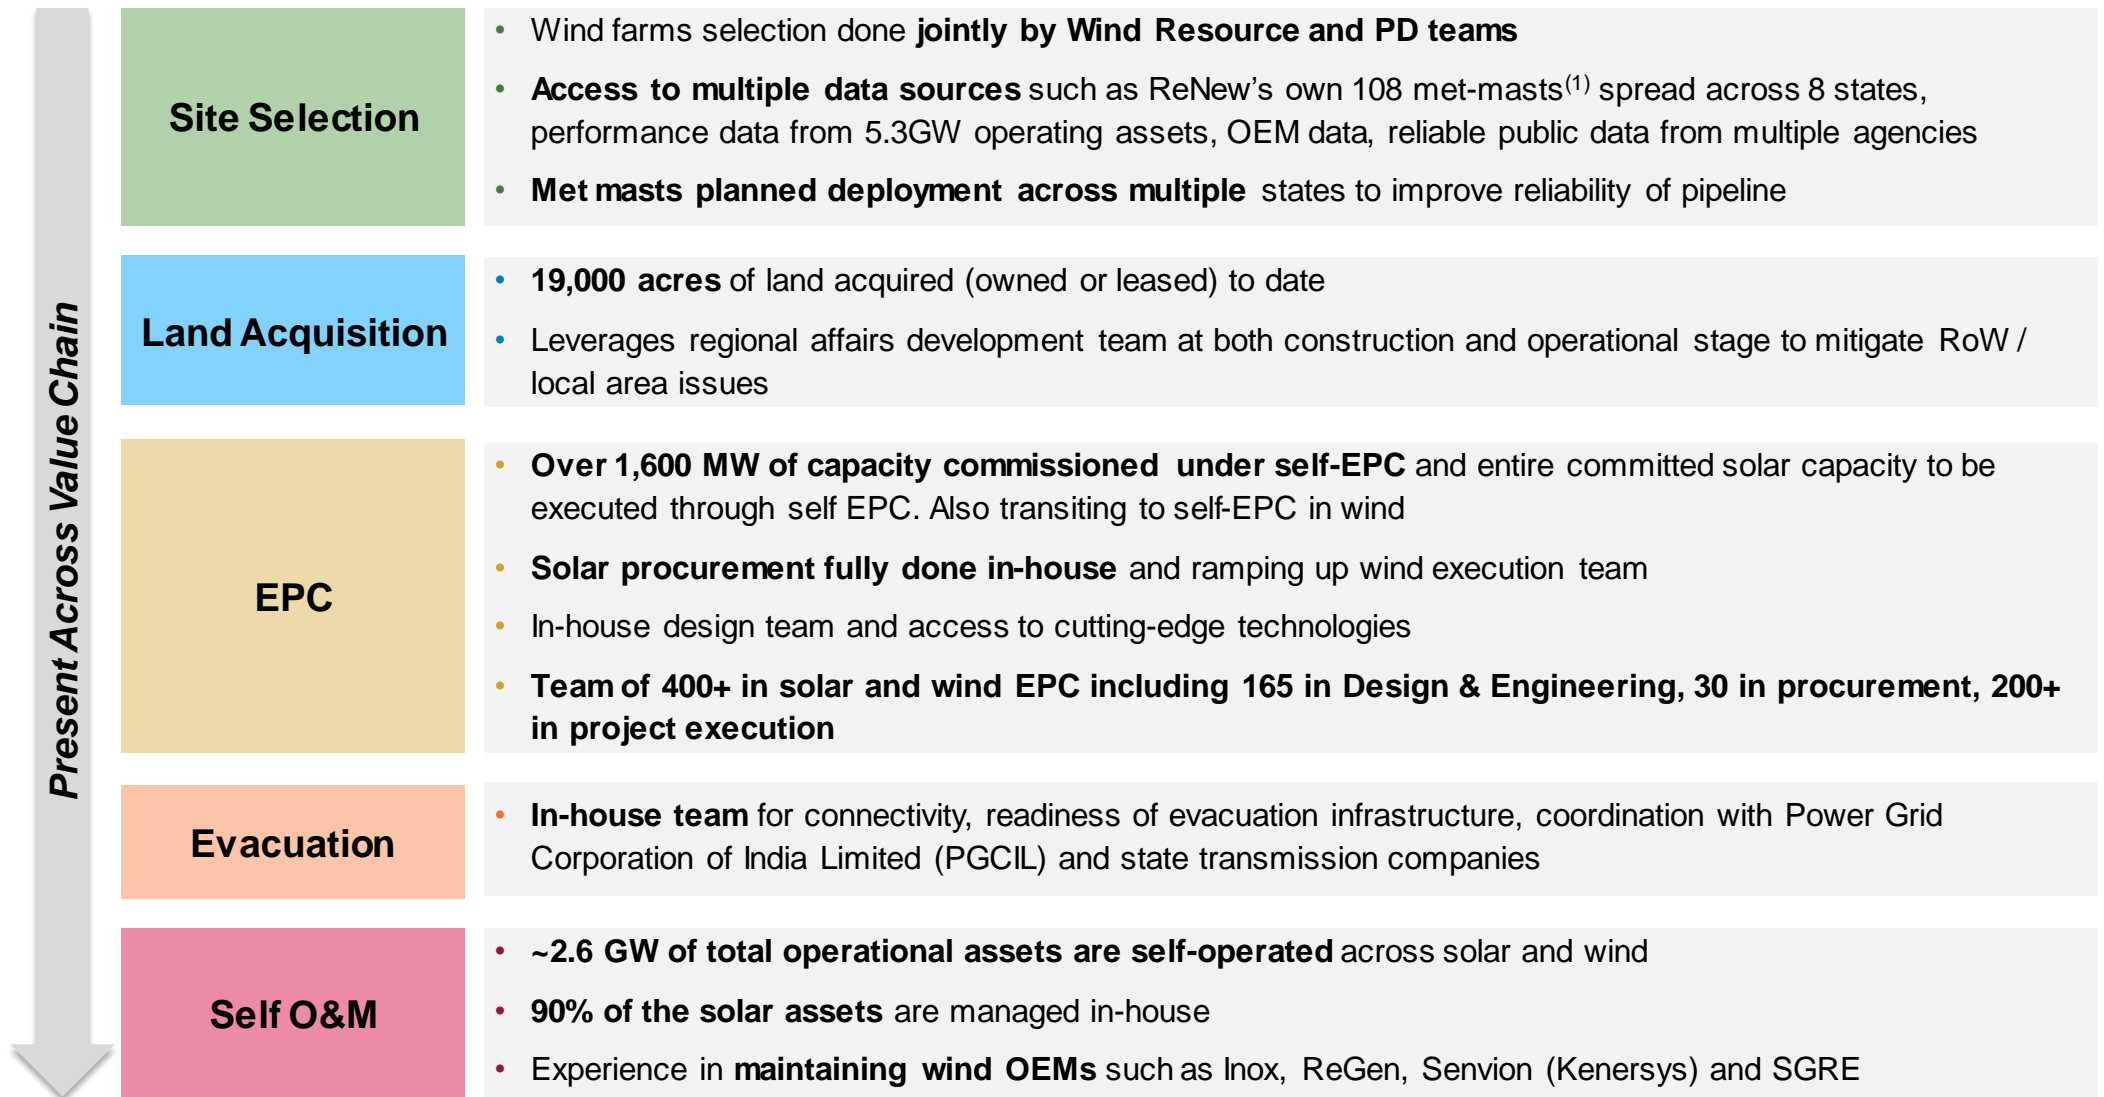 Present Across Value Chain
Site Selection
• Wind farms selection done jointly by Wind Resource and PD teams
• Access to multiple data sources such as ReNew's own 108 met-masts(1) spread across 8 states,
performance data from 5.3GW operating assets, OEM data, reliable public data from multiple agencies
• Met masts planned deployment across multiple states to improve reliability of pipeline
Land Acquisition
• 19,000 acres of land acquired (owned or leased) to date
• Leverages regional affairs development team at both construction and operational stage to mitigate RoW /
local area issues
EPC
• Over 1,600 MW of capacity commissioned under self-EPC and entire committed solar capacity to be
executed through self EPC. Also transiting to self-EPC in wind
• Solar procurement fully done in-house and ramping up wind execution team
• In-house design team and access to cutting-edge technologies
• Team of 400+ in solar and wind EPC including 165 in Design & Engineering, 30 in procurement, 200+
in project execution
Evacuation
• In-house team for connectivity, readiness of evacuation infrastructure, coordination with Power Grid
Corporation of India Limited (PGCIL) and state transmission companies
Self O&M
• ~2.6 GW of total operational assets are self-operated across solar and wind
• 90% of the solar assets are managed in-house
• Experience in maintaining wind OEMs such as Inox, ReGen, Senvion (Kenersys) and SGRE